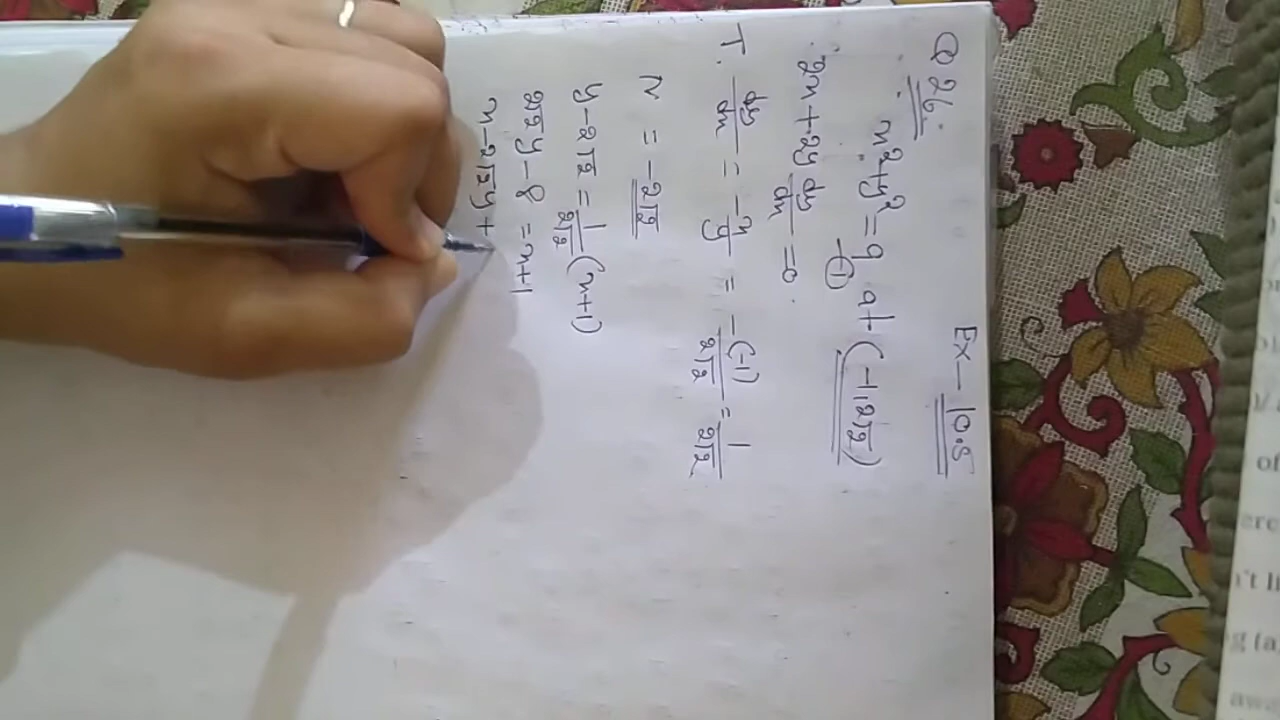 Ex - 10.5
Q 26.
x²+y² = 9 at (-1, 2√2)
①
2x + 2y dy/dx = 0.
T. dy/dx = -x/y = -(-1)/2√2 = 1/2√2
N = -2√2
y - 2√2 = 1/2√2 (x+1)
2√2y - 8 = x+1
x - 2√2y +